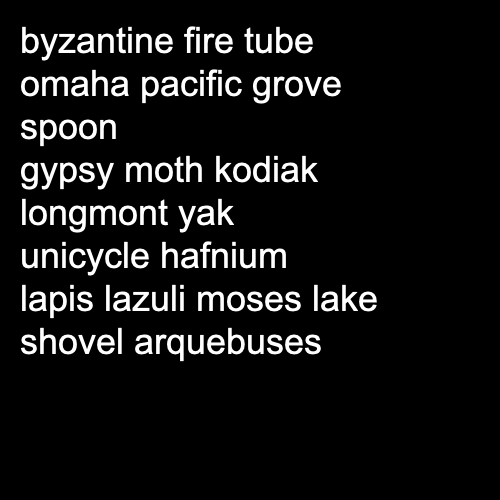 byzantine fire tube
omaha pacific grove
spoon
gypsy moth kodiak
longmont yak
unicycle hafnium
lapis lazuli moses lake
shovel arquebuses